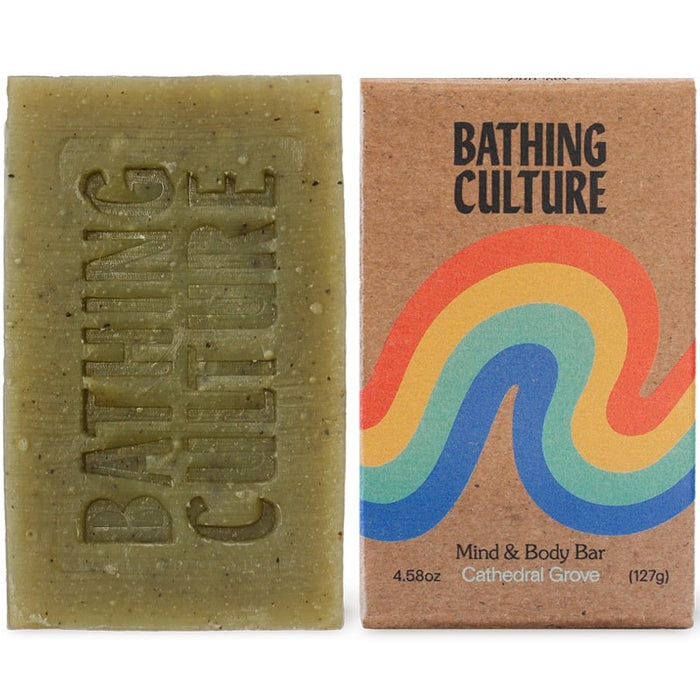 BATHING
CULTURE
BATHING
CULTURE
Mind & Body Bar
4.58oz Cathedral Grove (127g)